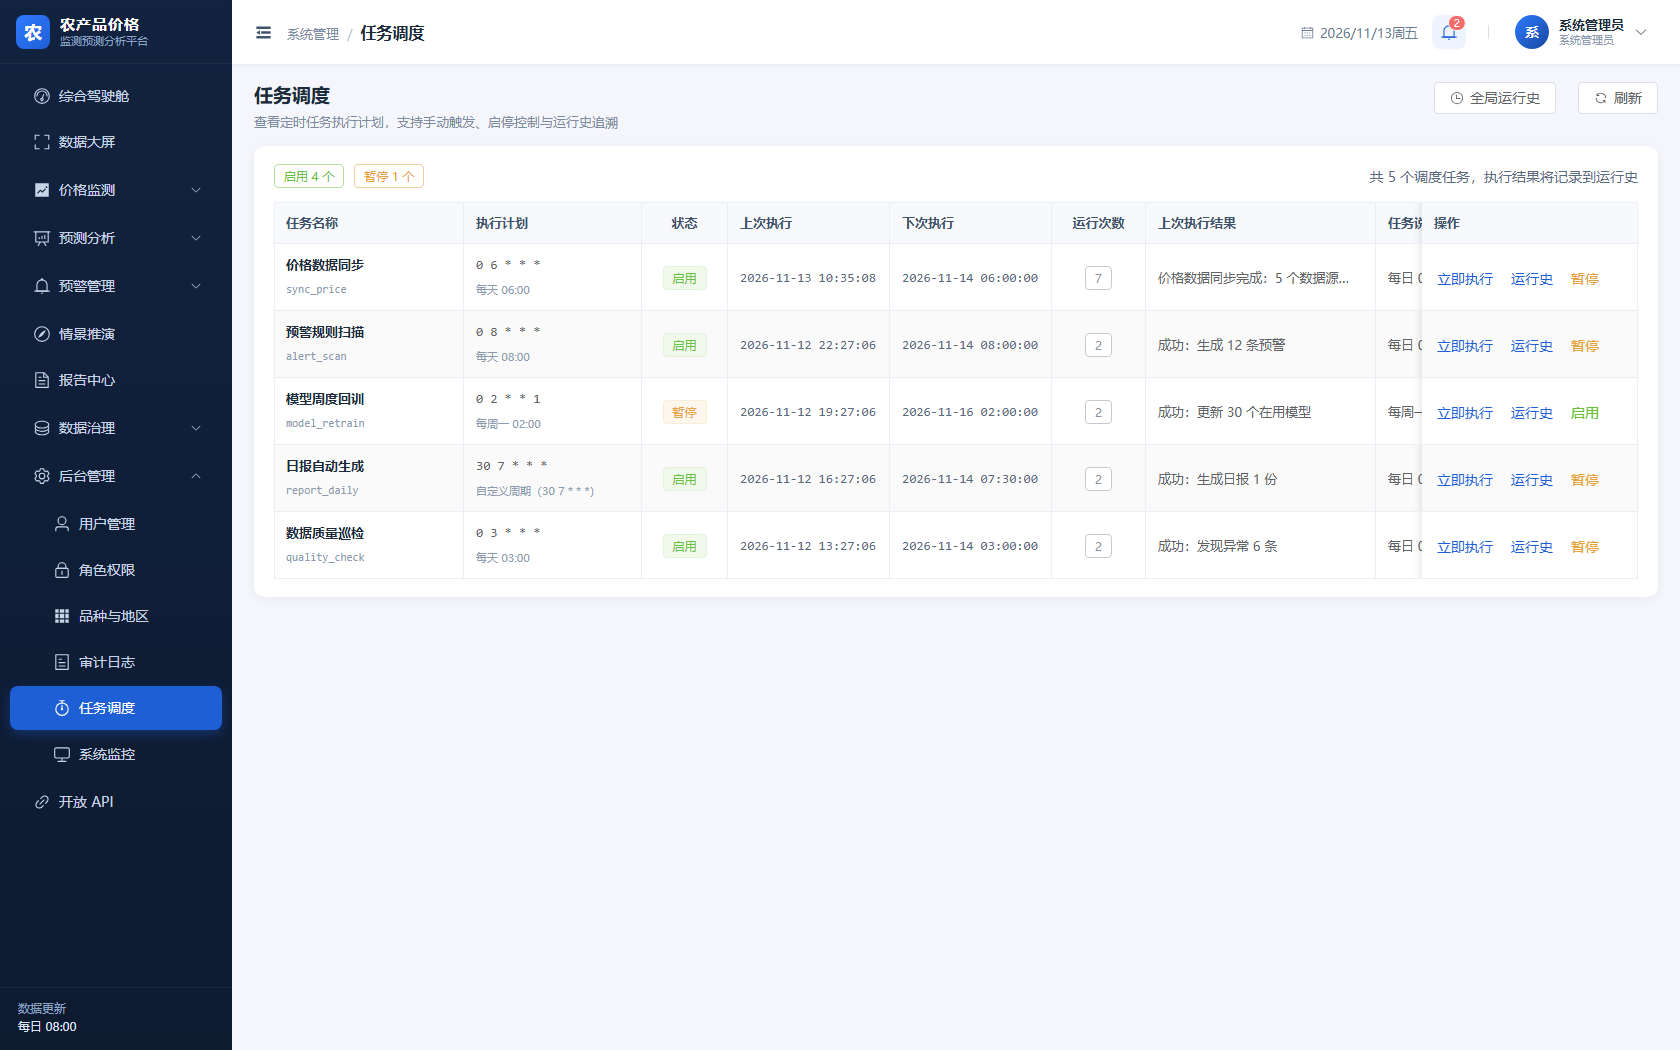 农
农产品价格
监测预测分析平台
综合驾驶舱
数据大屏
价格监测
预测分析
预警管理
情景推演
报告中心
数据治理
后台管理
用户管理
角色权限
品种与地区
审计日志
任务调度
系统监控
开放 API
数据更新
每日 08:00
系统管理 / 任务调度
2026/11/13周五
2
系
系统管理员
系统管理员
任务调度
查看定时任务执行计划，支持手动触发、启停控制与运行史追溯
全局运行史
刷新
启用 4 个
暂停 1 个
共 5 个调度任务，执行结果将记录到运行史
任务名称 执行计划 状态 上次执行 下次执行 运行次数 上次执行结果 任务说 操作
价格数据同步
sync_price
0 6 * * *
每天 06:00
启用
2026-11-13 10:35:08
2026-11-14 06:00:00
7
价格数据同步完成：5 个数据源...
每日 0
立即执行 运行史 暂停
预警规则扫描
alert_scan
0 8 * * *
每天 08:00
启用
2026-11-12 22:27:06
2026-11-14 08:00:00
2
成功：生成 12 条预警
每日 0
立即执行 运行史 暂停
模型周度回训
model_retrain
0 2 * * 1
每周一 02:00
暂停
2026-11-12 19:27:06
2026-11-16 02:00:00
2
成功：更新 30 个在用模型
每周一
立即执行 运行史 启用
日报自动生成
report_daily
30 7 * * *
自定义周期（30 7 * * *）
启用
2026-11-12 16:27:06
2026-11-14 07:30:00
2
成功：生成日报 1 份
每日 0
立即执行 运行史 暂停
数据质量巡检
quality_check
0 3 * * *
每天 03:00
启用
2026-11-12 13:27:06
2026-11-14 03:00:00
2
成功：发现异常 6 条
每日 0
立即执行 运行史 暂停